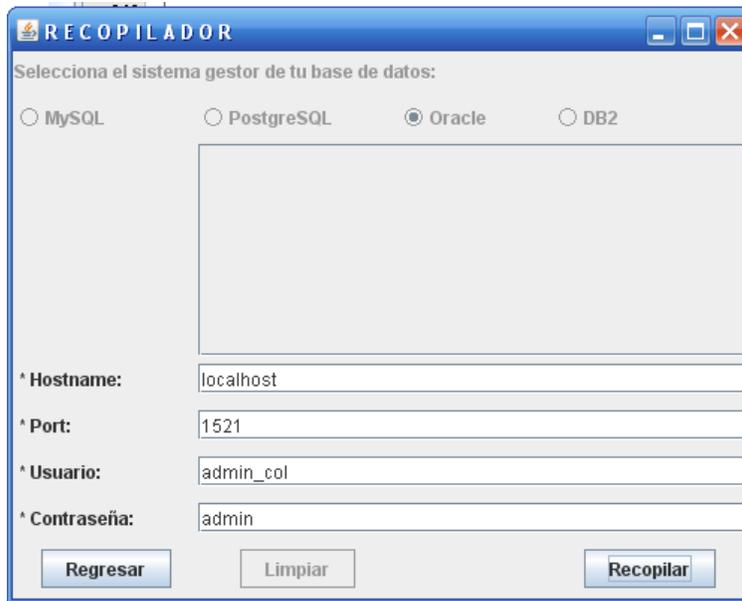 RECOPILADOR
Selecciona el sistema gestor de tu base de datos:
MySQL PostgreSQL Oracle DB2
* Hostname: localhost
* Port: 1521
* Usuario: admin_col
* Contraseña: admin
Regresar Limpiar Recopilar